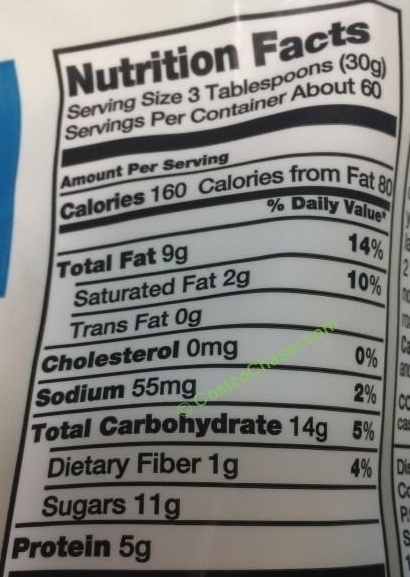 Nutrition Facts
Serving Size 3 Tablespoons (30g)
Servings Per Container About 60
Amount Per Serving
Calories 160 Calories from Fat 80
% Daily Value*
Total Fat 9g 14%
Saturated Fat 2g 10%
Trans Fat 0g
Cholesterol 0mg 0%
Sodium 55mg 2%
Total Carbohydrate 14g 5%
Dietary Fiber 1g 4%
Sugars 11g
Protein 5g
©CostcoChaser.com